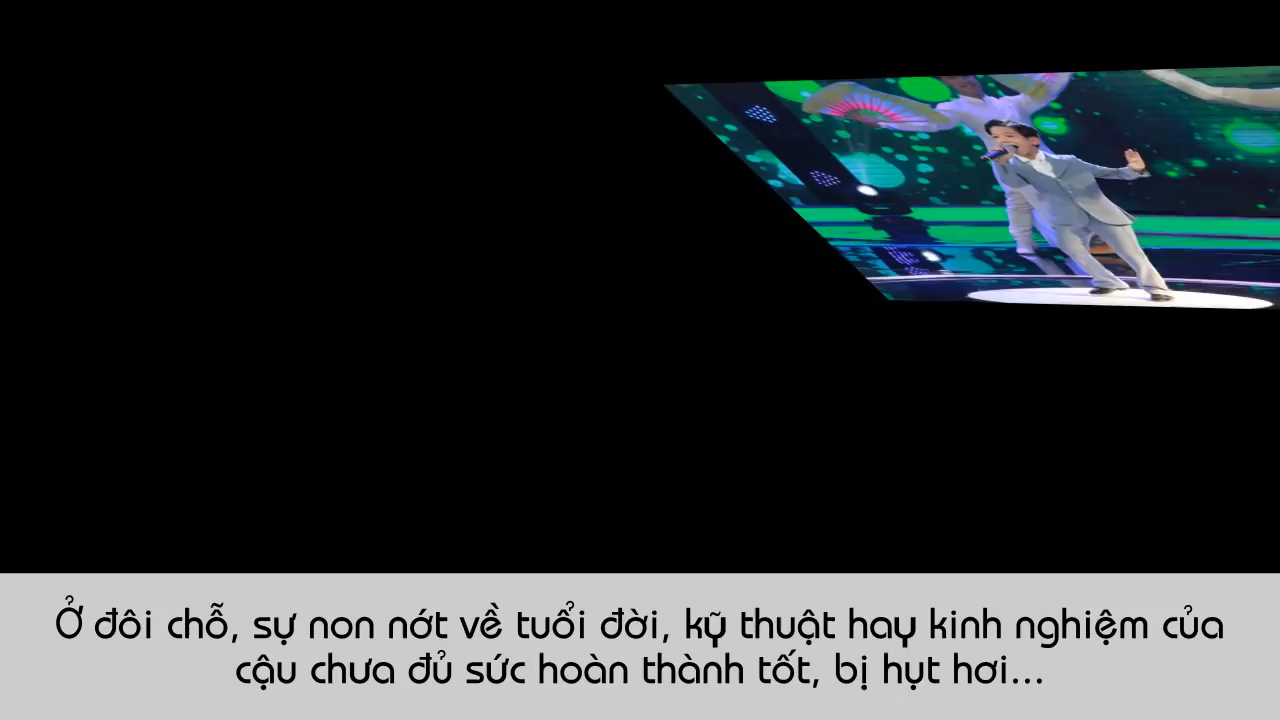 Ở đôi chỗ, sự non nớt về tuổi đời, kỹ thuật hay kinh nghiệm của
cậu chưa đủ sức hoàn thành tốt, bị hụt hơi...